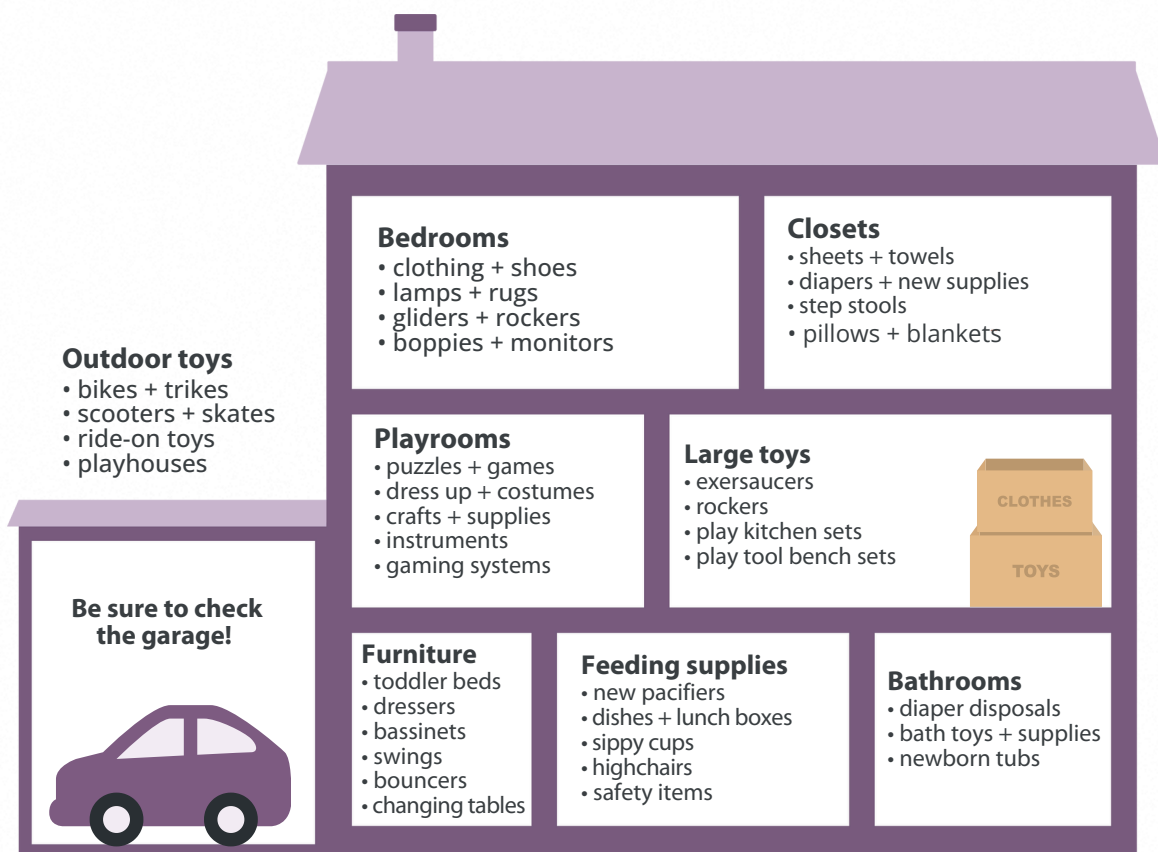 Bedrooms
• clothing + shoes
• lamps + rugs
• gliders + rockers
• boppies + monitors
Closets
• sheets + towels
• diapers + new supplies
• step stools
• pillows + blankets
Outdoor toys
• bikes + trikes
• scooters + skates
• ride-on toys
• playhouses
Playrooms
• puzzles + games
• dress up + costumes
• crafts + supplies
• instruments
• gaming systems
Large toys
• exersaucers
• rockers
• play kitchen sets
• play tool bench sets
CLOTHES
TOYS
Be sure to check
the garage!
Furniture
• toddler beds
• dressers
• bassinets
• swings
• bouncers
• changing tables
Feeding supplies
• new pacifiers
• dishes + lunch boxes
• sippy cups
• highchairs
• safety items
Bathrooms
• diaper disposals
• bath toys + supplies
• newborn tubs